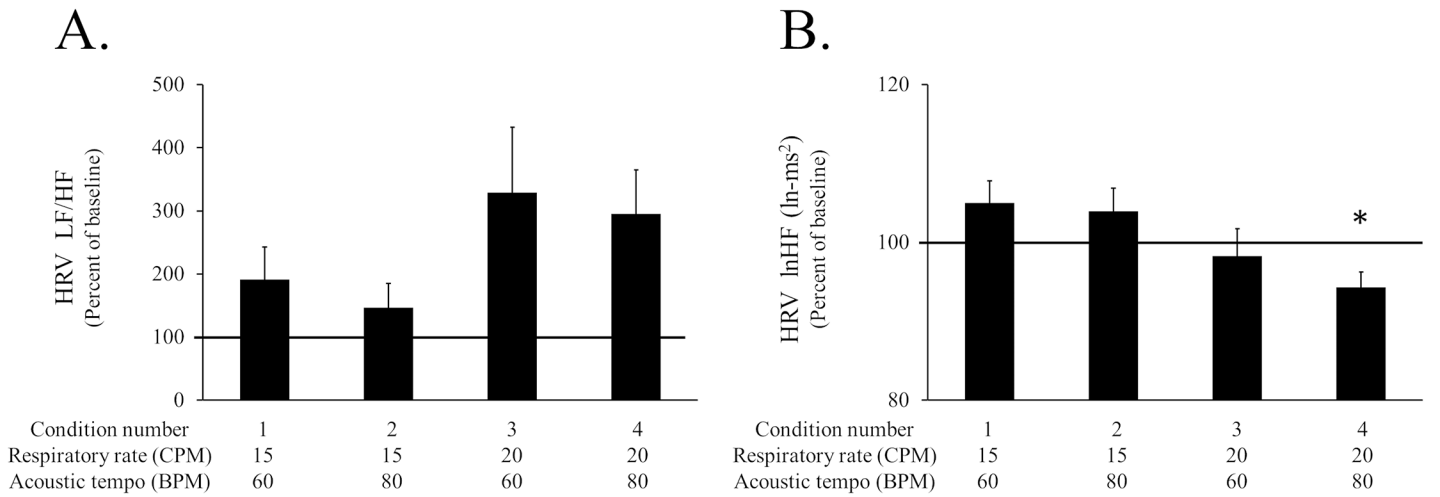 A.
HRV LF/HF
(Percent of baseline)
500
400
300
200
100
0
Condition number 1 2 3 4
Respiratory rate (CPM) 15 15 20 20
Acoustic tempo (BPM) 60 80 60 80
B.
HRV lnHF (ln-ms²)
(Percent of baseline)
120
100
80
*
Condition number 1 2 3 4
Respiratory rate (CPM) 15 15 20 20
Acoustic tempo (BPM) 60 80 60 80